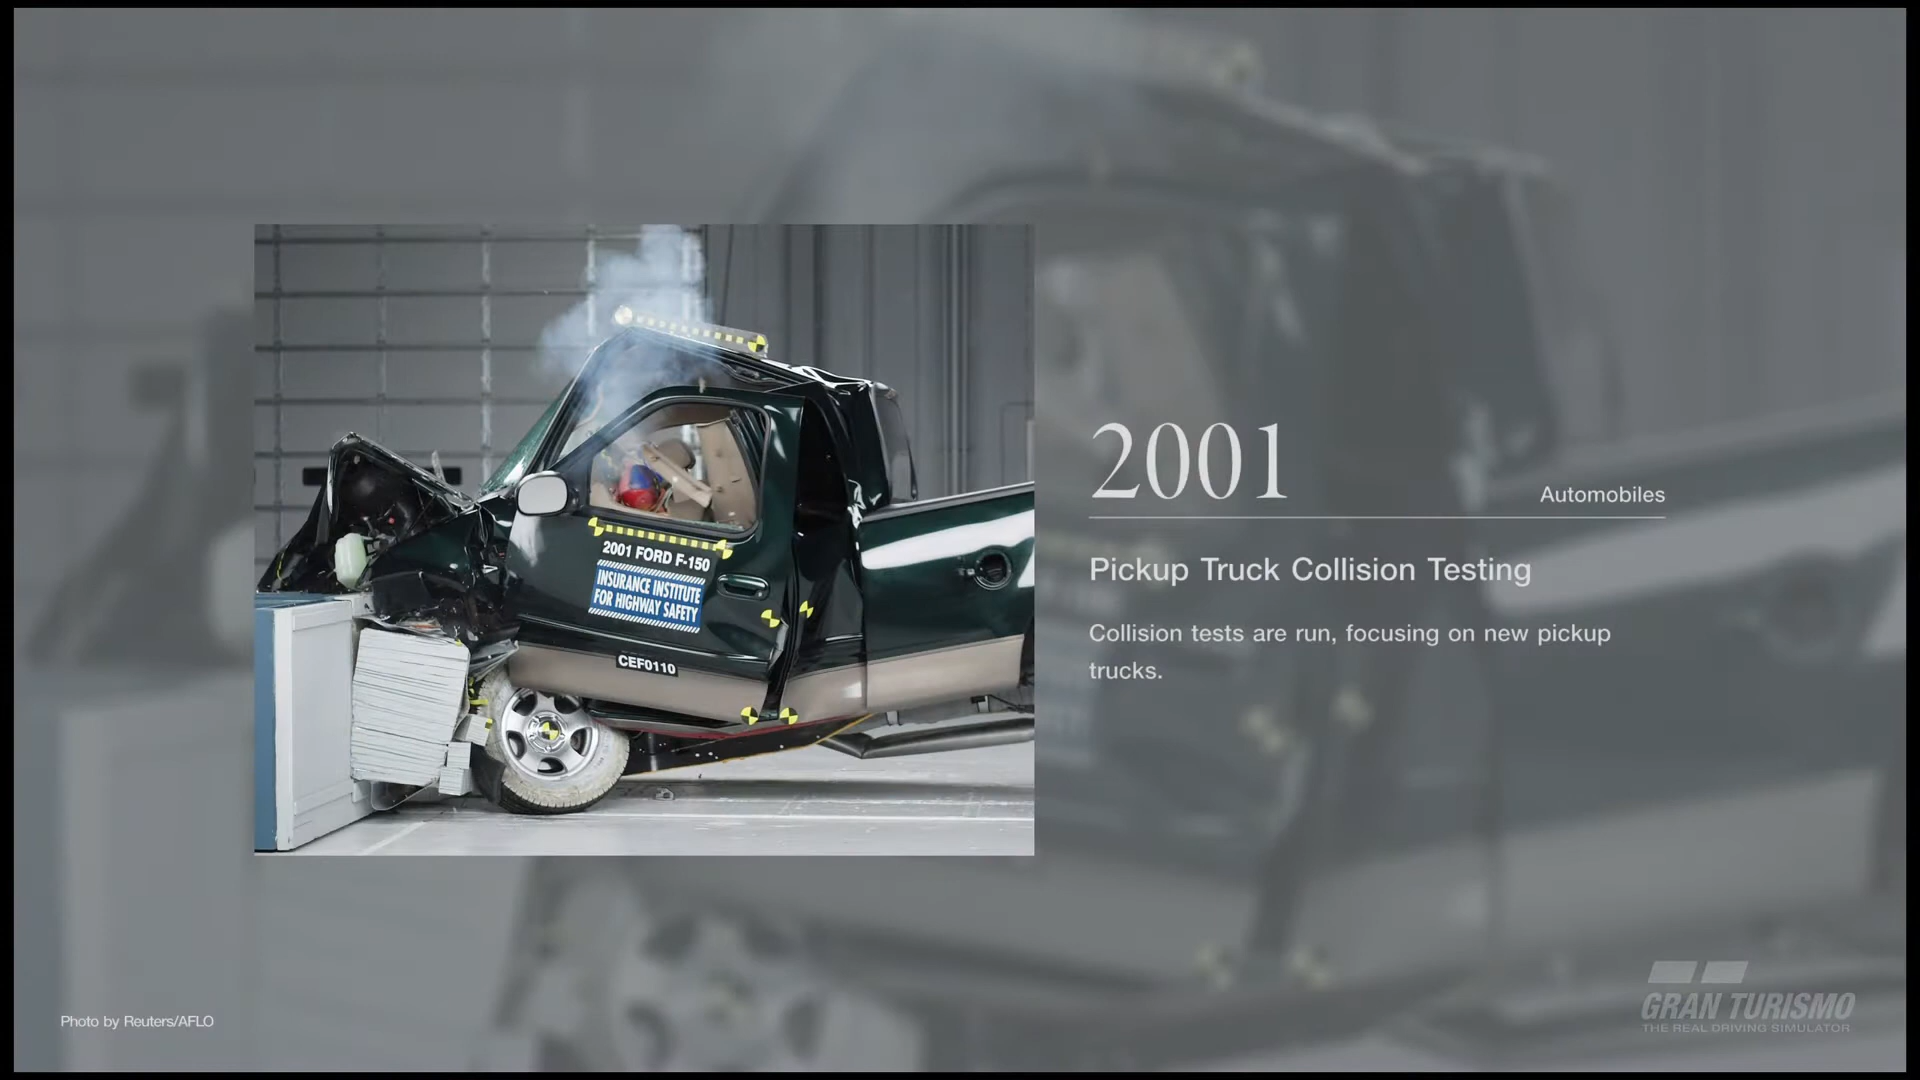 2001 FORD F-150
INSURANCE INSTITUTE
FOR HIGHWAY SAFETY
CEF0110
2001
Automobiles
Pickup Truck Collision Testing
Collision tests are run, focusing on new pickup
trucks.
Photo by Reuters/AFLO
GRAN TURISMO
THE REAL DRIVING SIMULATOR